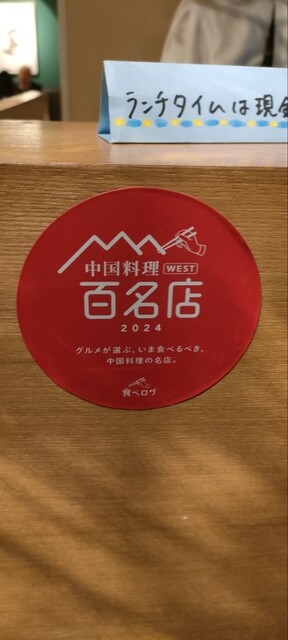 ランチタイムは現金
中国料理 WEST
百名店
2024
グルメが選ぶ、いま食べるべき、
中国料理の名店。
食べログ